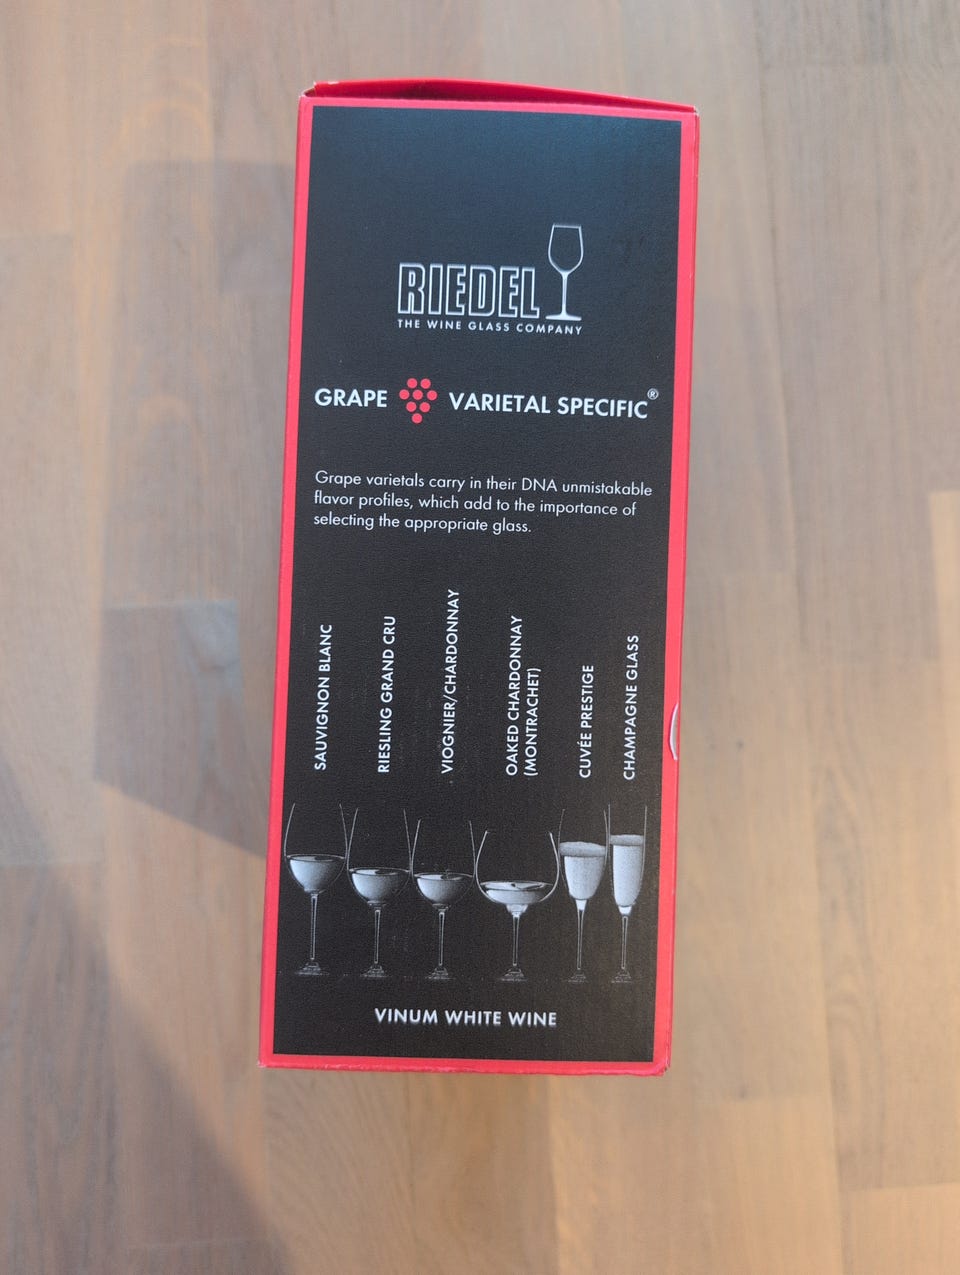 RIEDEL
THE WINE GLASS COMPANY
GRAPE VARIETAL SPECIFIC®
Grape varietals carry in their DNA unmistakable
flavor profiles, which add to the importance of
selecting the appropriate glass.
SAUVIGNON BLANC
RIESLING GRAND CRU
VIOGNIER/CHARDONNAY
OAKED CHARDONNAY
(MONTRACHET)
CUVÉE PRESTIGE
CHAMPAGNE GLASS
VINUM WHITE WINE